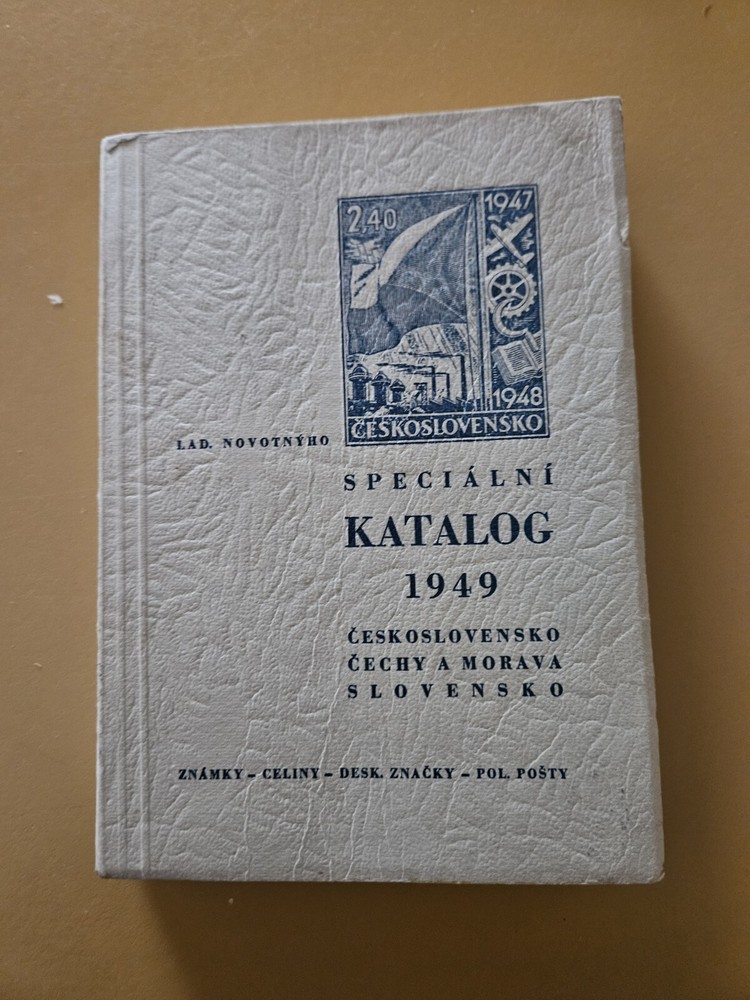 2,40
1947
1948
ČESKOSLOVENSKO
LAD. NOVOTNÝHO
SPECIÁLNÍ
KATALOG
1949
ČESKOSLOVENSKO
ČECHY A MORAVA
SLOVENSKO
ZNÁMKY – CELINY – DESK. ZNAČKY – POL. POŠTY